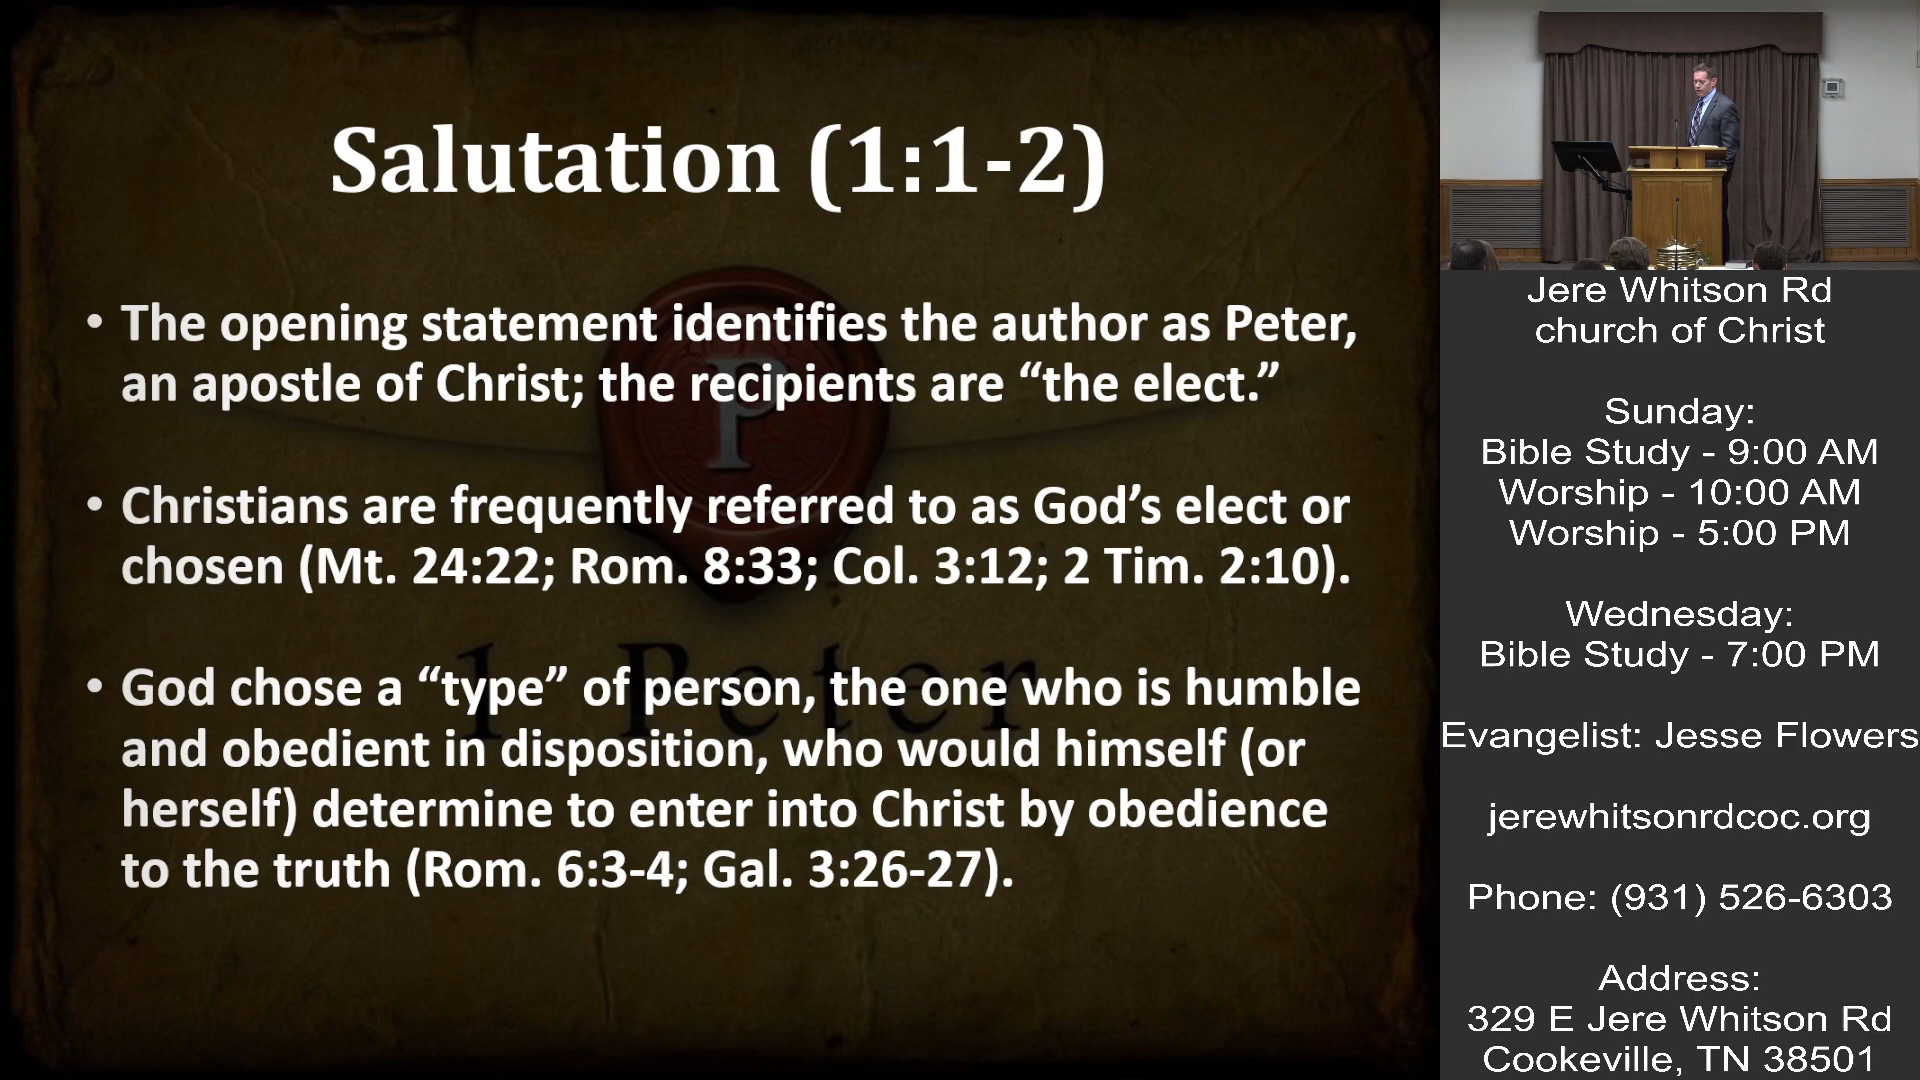 Salutation (1:1-2)
• The opening statement identifies the author as Peter,
an apostle of Christ; the recipients are “the elect.”
• Christians are frequently referred to as God’s elect or
chosen (Mt. 24:22; Rom. 8:33; Col. 3:12; 2 Tim. 2:10).
• God chose a “type” of person, the one who is humble
and obedient in disposition, who would himself (or
herself) determine to enter into Christ by obedience
to the truth (Rom. 6:3-4; Gal. 3:26-27).
P
1 Peter
Jere Whitson Rd
church of Christ
Sunday:
Bible Study - 9:00 AM
Worship - 10:00 AM
Worship - 5:00 PM
Wednesday:
Bible Study - 7:00 PM
Evangelist: Jesse Flowers
jerewhitsonrdcoc.org
Phone: (931) 526-6303
Address:
329 E Jere Whitson Rd
Cookeville, TN 38501